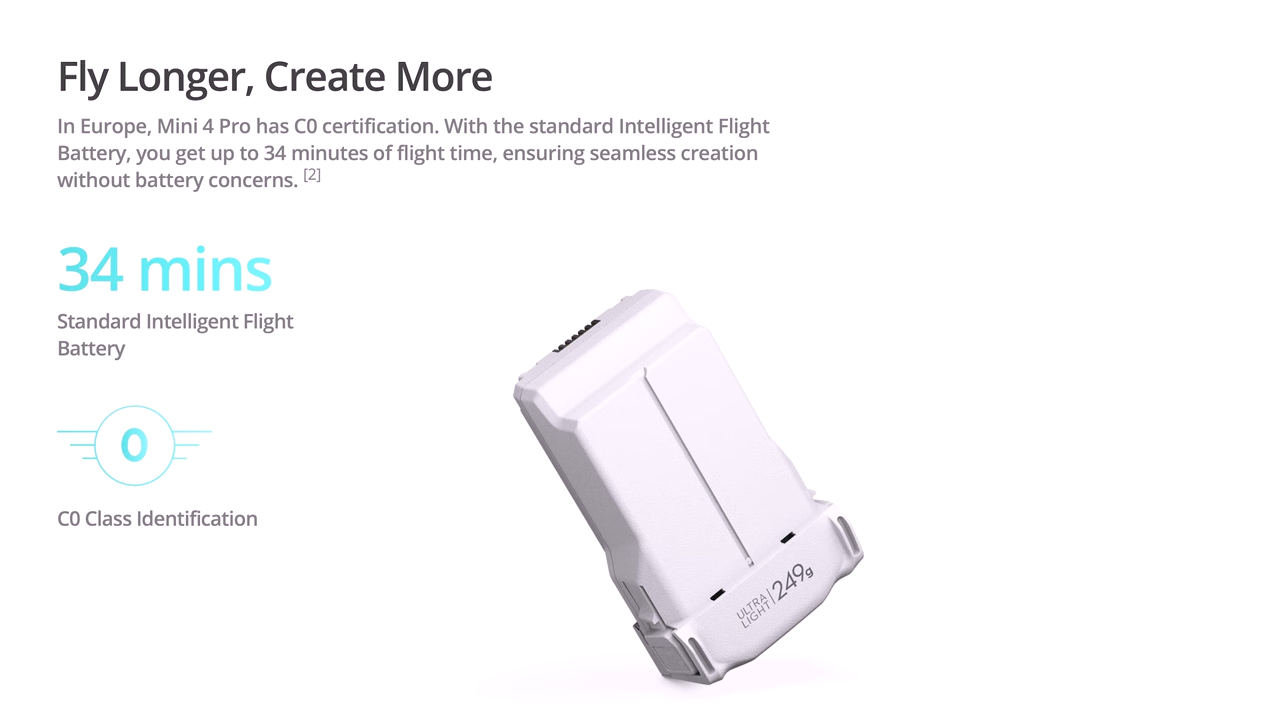 Fly Longer, Create More
In Europe, Mini 4 Pro has C0 certification. With the standard Intelligent Flight
Battery, you get up to 34 minutes of flight time, ensuring seamless creation
without battery concerns. [2]
34 mins
Standard Intelligent Flight
Battery
0
C0 Class Identification
ULTRA
LIGHT
249g